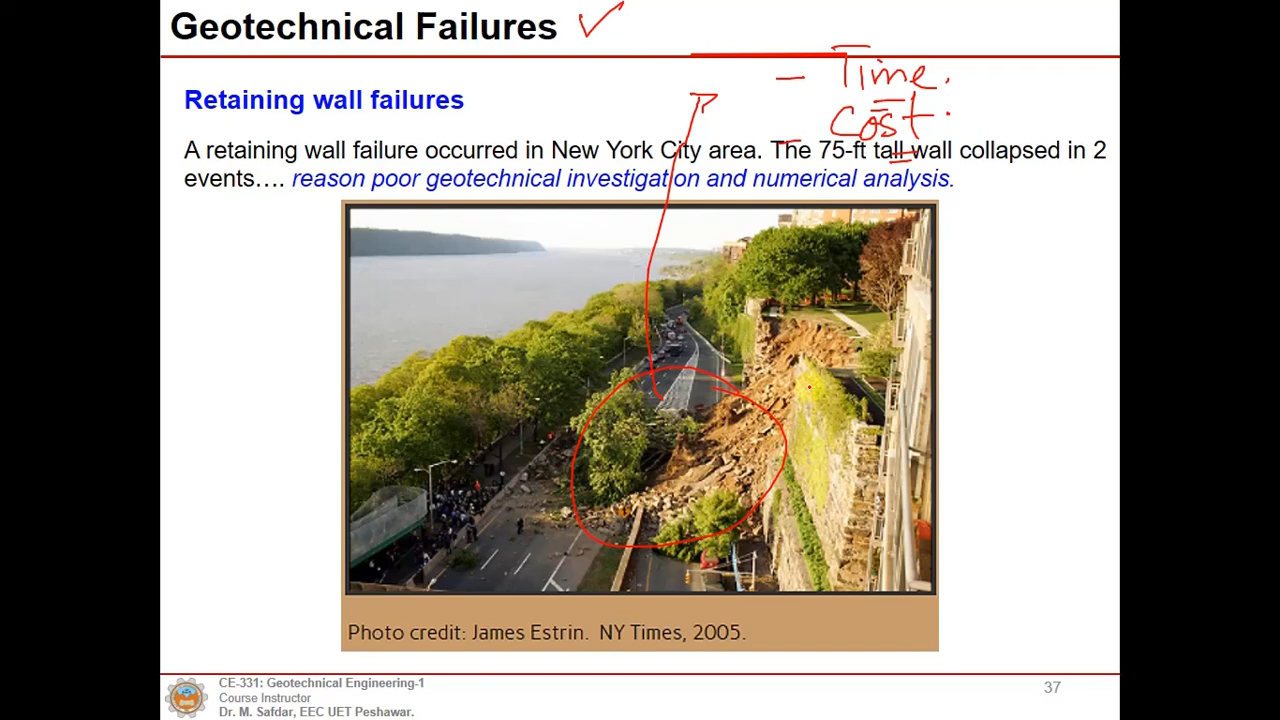 Geotechnical Failures
- Time.
- Cost.
Retaining wall failures
A retaining wall failure occurred in New York City area. The 75-ft tall wall collapsed in 2
events…. reason poor geotechnical investigation and numerical analysis.
Photo credit: James Estrin. NY Times, 2005.
CE-331: Geotechnical Engineering-1
Course Instructor
Dr. M. Safdar, EEC UET Peshawar.
37